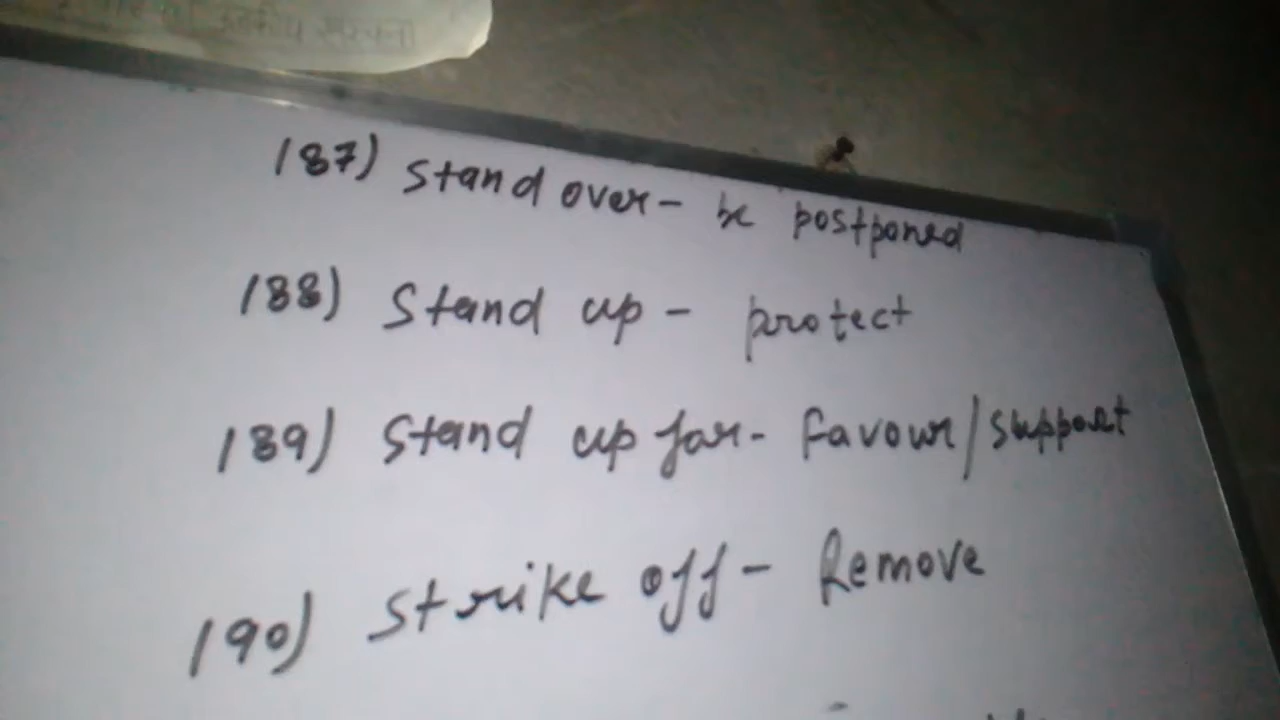 187) Stand over - be postponed
188) Stand up - protect
189) Stand up for - favour/support
190) Strike off - Remove